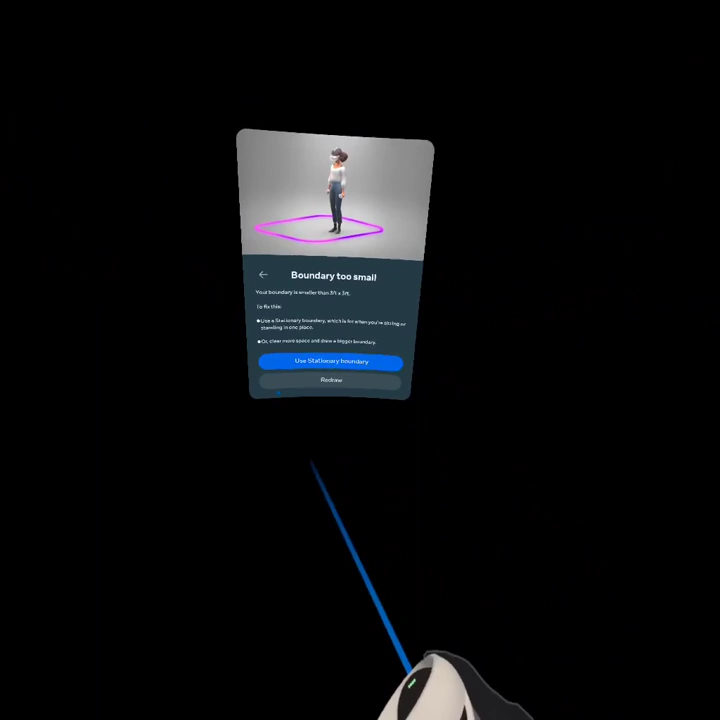 Boundary too small
Your boundary is smaller than 3ft x 3ft.
To fix this:
●Use a Stationary boundary, which is for when you're sitting or
standing in one place.
●Or, clear more space and draw a bigger boundary.
Use Stationary boundary
Redraw